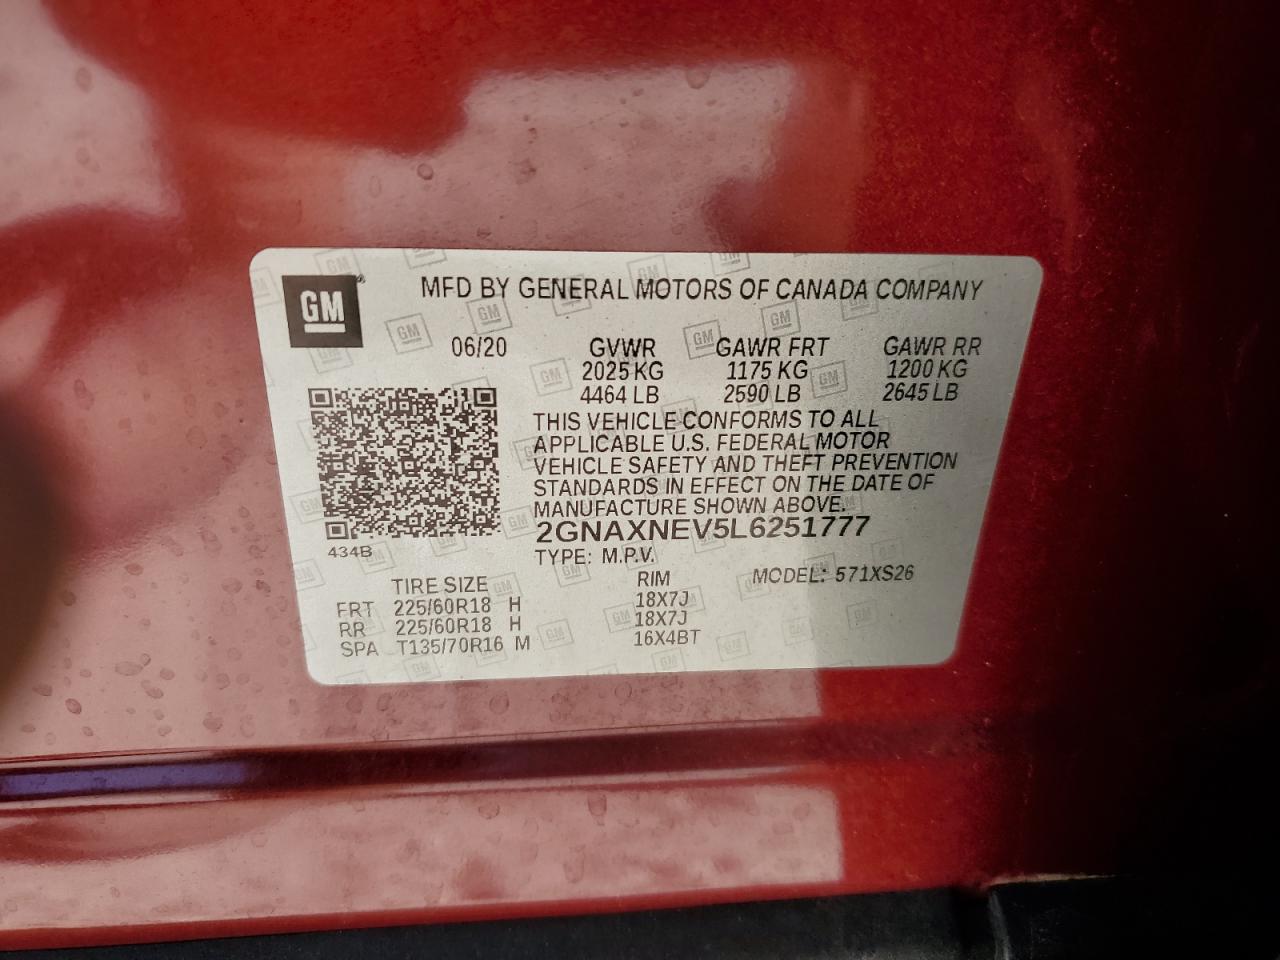 GM
MFD BY GENERAL MOTORS OF CANADA COMPANY
06/20 GVWR GAWR FRT GAWR RR
2025 KG 1175 KG 1200 KG
4464 LB 2590 LB 2645 LB
THIS VEHICLE CONFORMS TO ALL
APPLICABLE U.S. FEDERAL MOTOR
VEHICLE SAFETY AND THEFT PREVENTION
STANDARDS IN EFFECT ON THE DATE OF
MANUFACTURE SHOWN ABOVE.
2GNAXNEV5L6251777
434B
TYPE: M.P.V.
TIRE SIZE RIM MODEL: 571XS26
FRT 225/60R18 H 18X7J
RR 225/60R18 H 18X7J
SPA T135/70R16 M 16X4BT